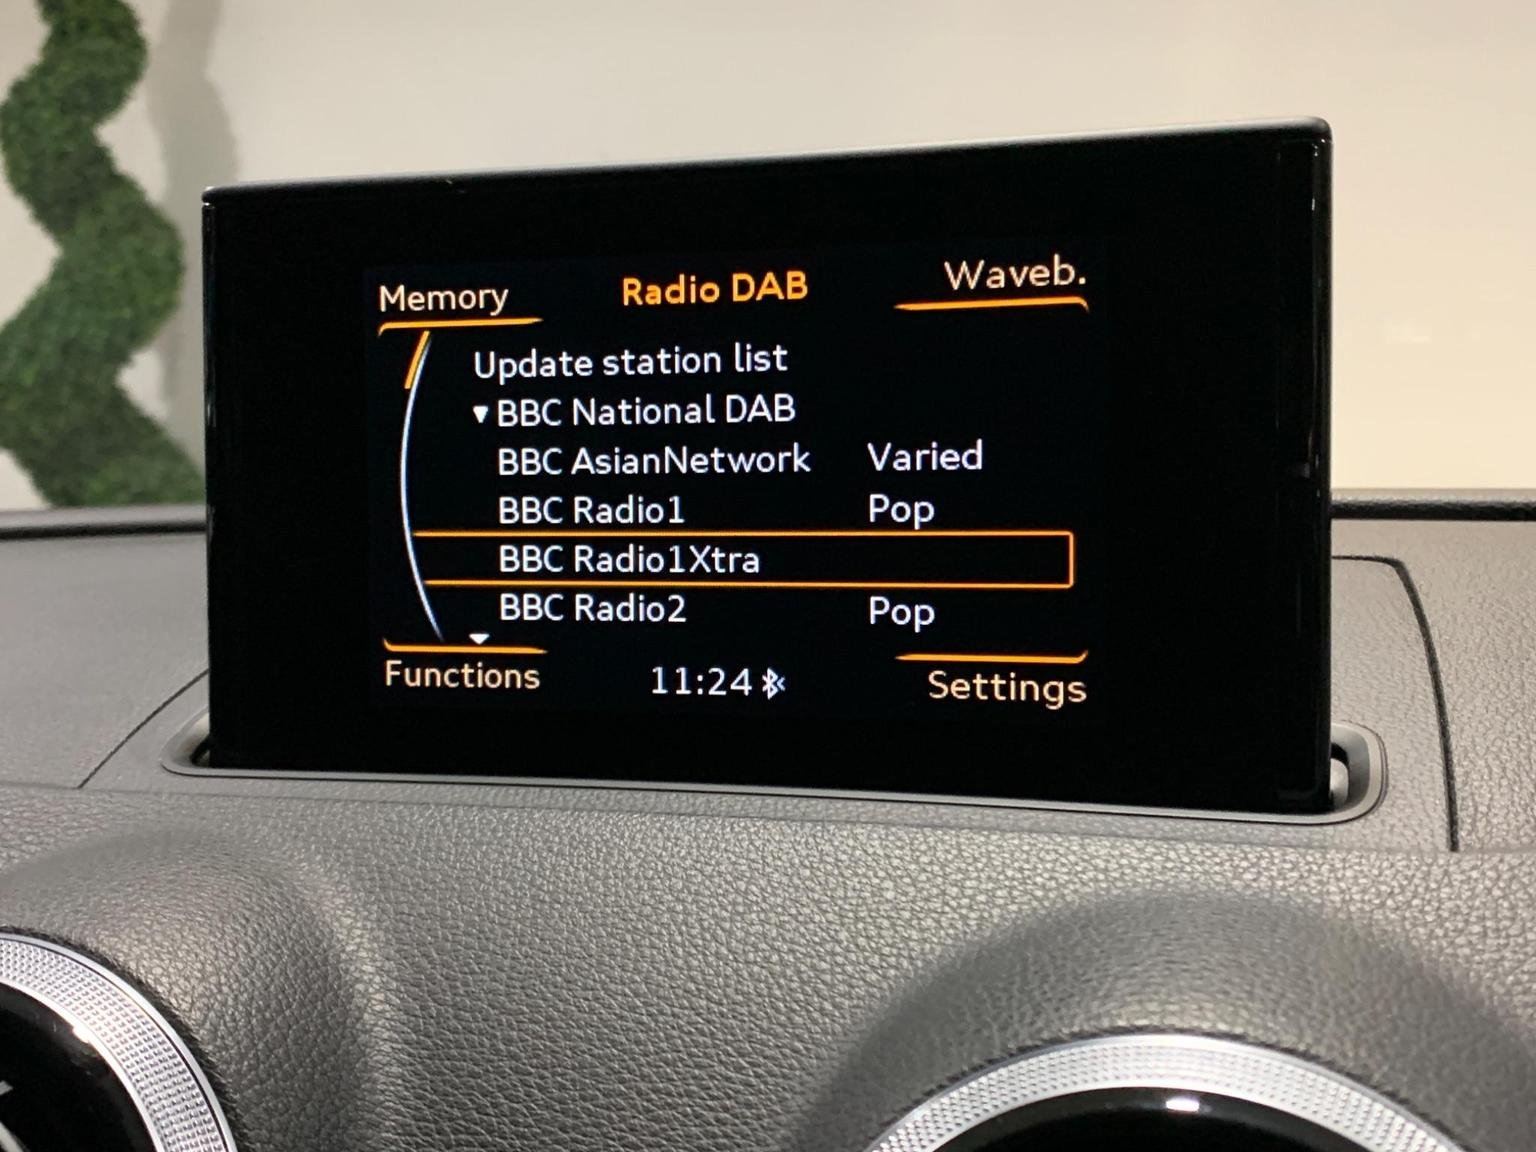 Memory Radio DAB Waveb.
Update station list
BBC National DAB
BBC AsianNetwork Varied
BBC Radio1 Pop
BBC Radio1Xtra
BBC Radio2 Pop
Functions 11:24 Settings